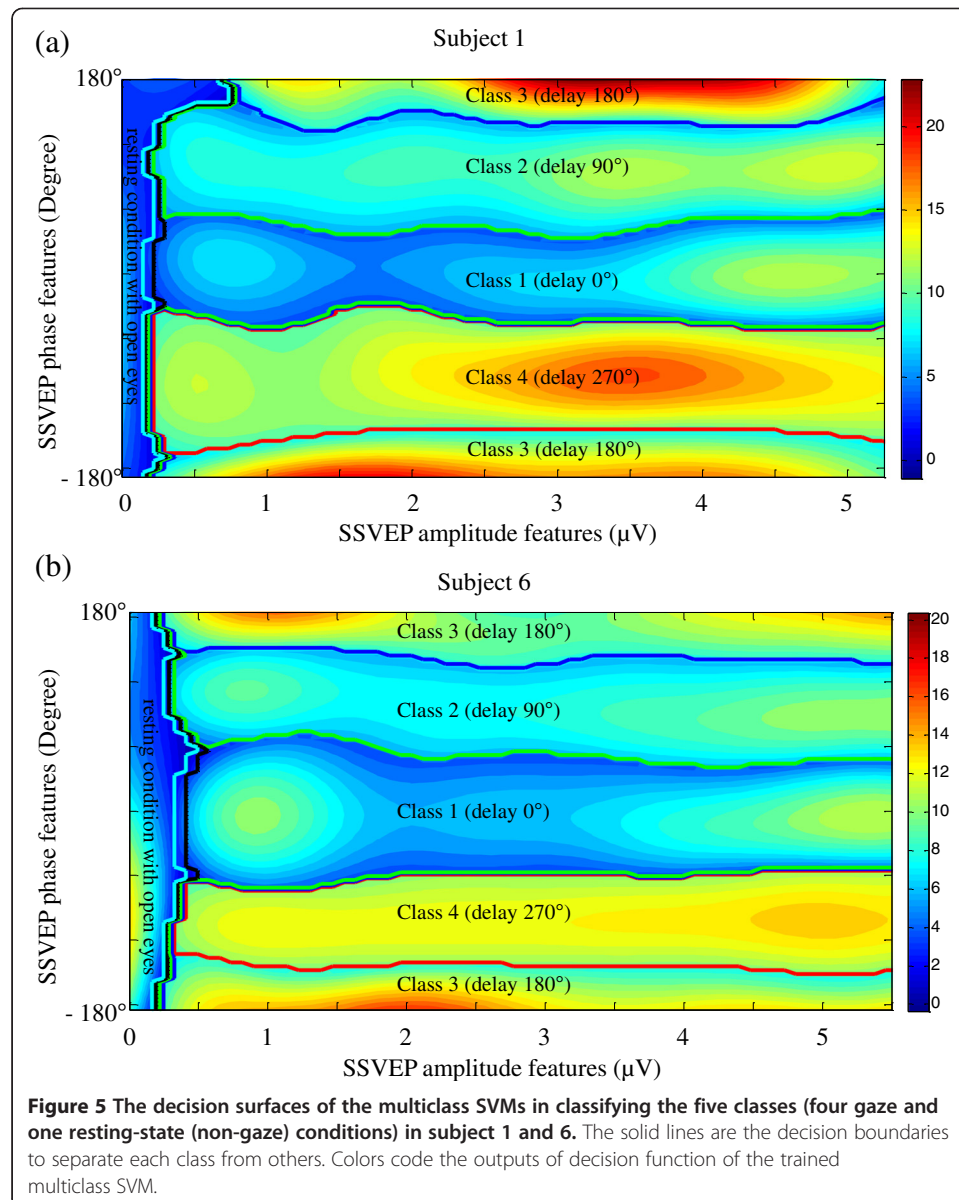 (a)
Subject 1
180°
SSVEP phase features (Degree)
- 180°
resting condition with open eyes
Class 3 (delay 180°)
Class 2 (delay 90°)
Class 1 (delay 0°)
Class 4 (delay 270°)
Class 3 (delay 180°)
0 1 2 3 4 5
SSVEP amplitude features (µV)
20
15
10
5
0
(b)
Subject 6
180°
SSVEP phase features (Degree)
- 180°
resting condition with open eyes
Class 3 (delay 180°)
Class 2 (delay 90°)
Class 1 (delay 0°)
Class 4 (delay 270°)
Class 3 (delay 180°)
0 1 2 3 4 5
SSVEP amplitude features (µV)
20
18
16
14
12
10
8
6
4
2
0
Figure 5 The decision surfaces of the multiclass SVMs in classifying the five classes (four gaze and
one resting-state (non-gaze) conditions) in subject 1 and 6. The solid lines are the decision boundaries
to separate each class from others. Colors code the outputs of decision function of the trained
multiclass SVM.